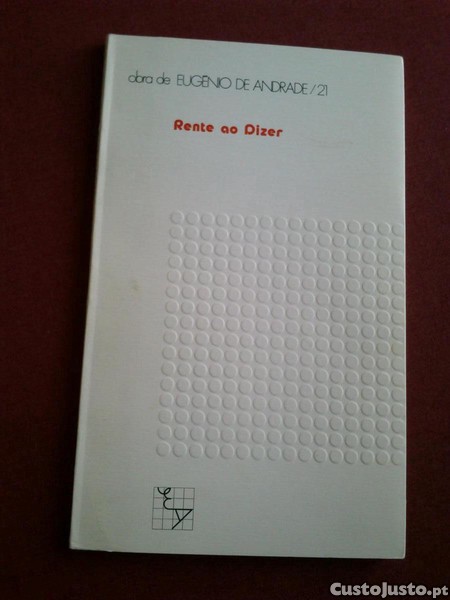 obra de EUGÉNIO DE ANDRADE/21
Rente ao Dizer
CustoJusto.pt